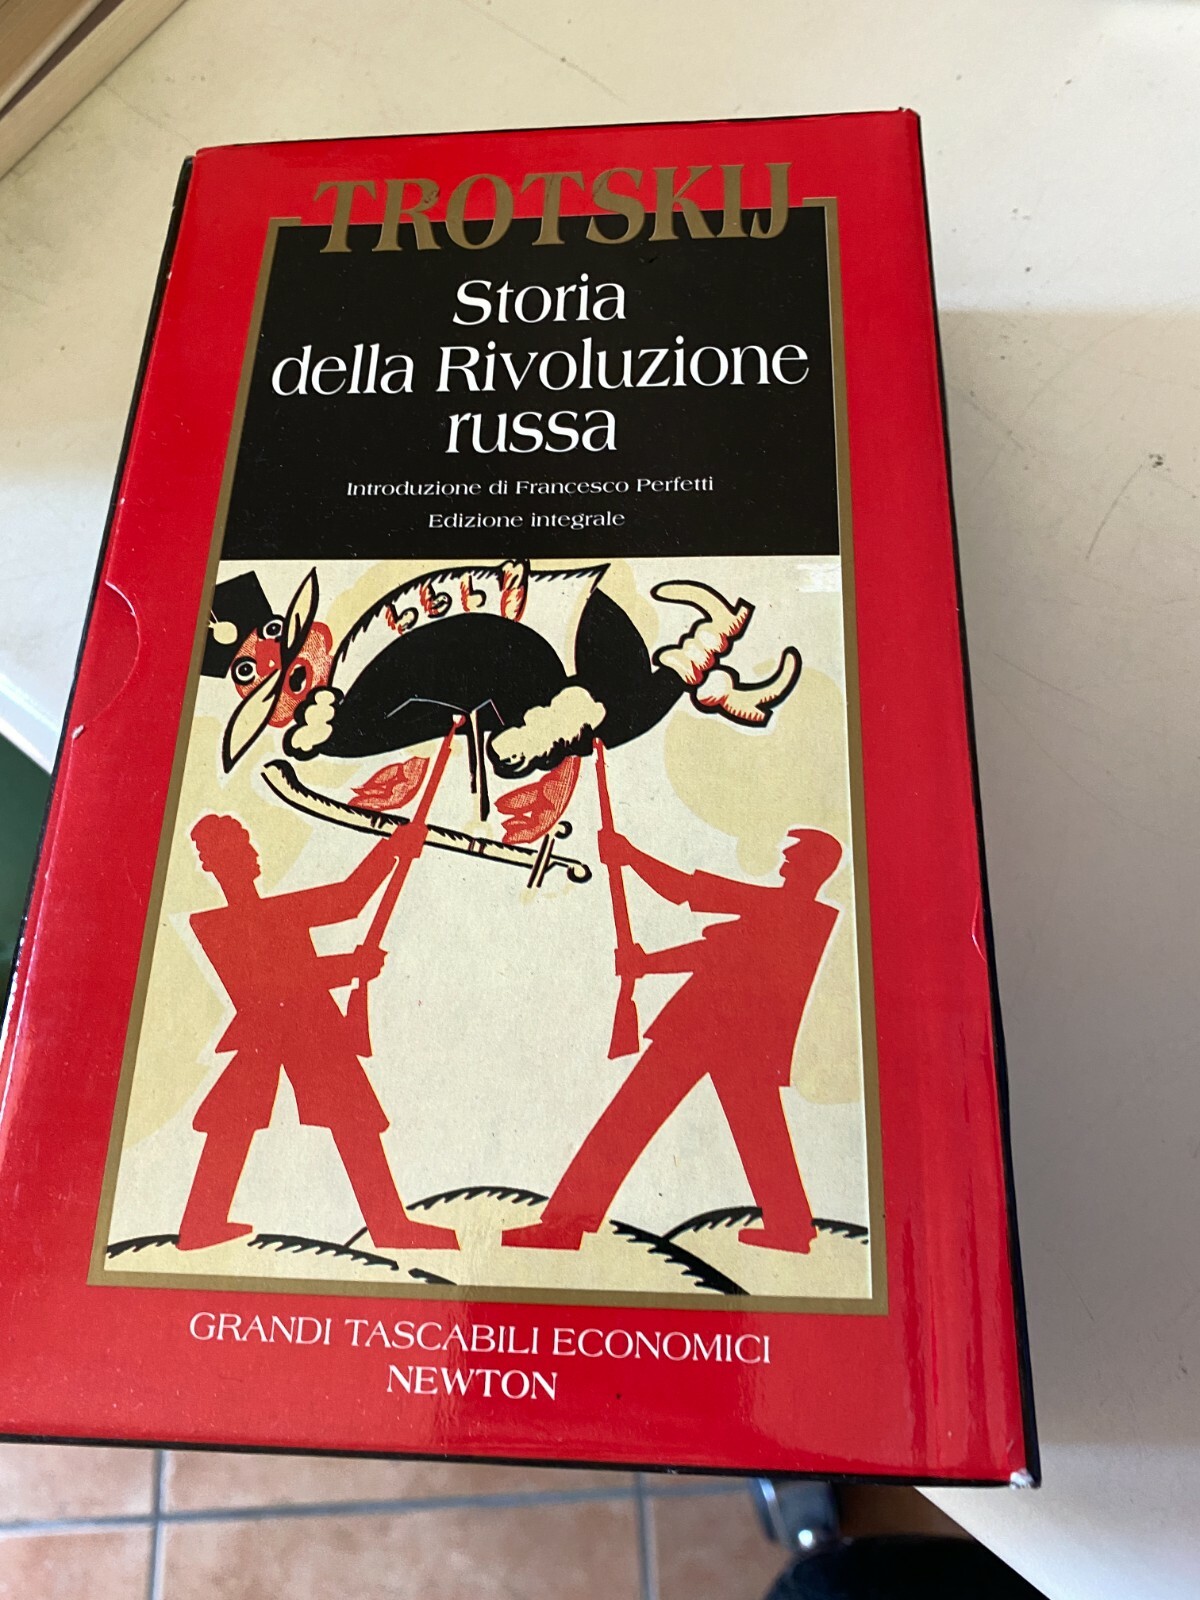 TROTSKIJ
Storia
della Rivoluzione
russa
Introduzione di Francesco Perfetti
Edizione integrale
GRANDI TASCABILI ECONOMICI
NEWTON